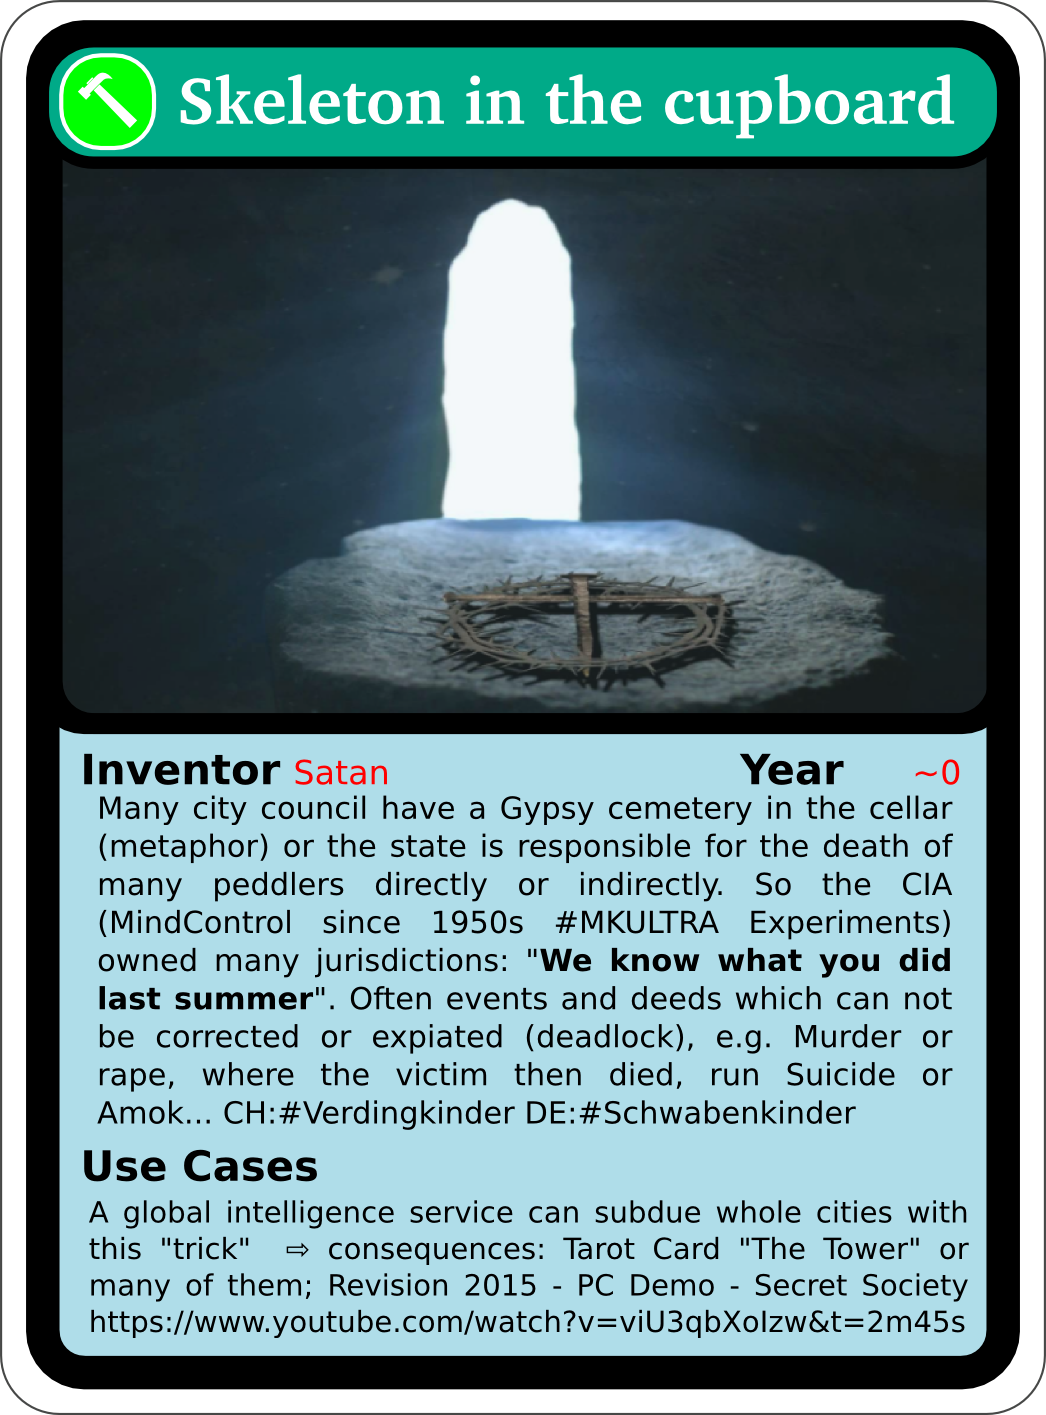 Skeleton in the cupboard
Inventor Satan Year ~0
Many city council have a Gypsy cemetery in the cellar
(metaphor) or the state is responsible for the death of
many peddlers directly or indirectly. So the CIA
(MindControl since 1950s #MKULTRA Experiments)
owned many jurisdictions: "We know what you did
last summer". Often events and deeds which can not
be corrected or expiated (deadlock), e.g. Murder or
rape, where the victim then died, run Suicide or
Amok... CH:#Verdingkinder DE:#Schwabenkinder
Use Cases
A global intelligence service can subdue whole cities with
this "trick" ⇨ consequences: Tarot Card "The Tower" or
many of them; Revision 2015 - PC Demo - Secret Society
https://www.youtube.com/watch?v=viU3qbXoIzw&t=2m45s